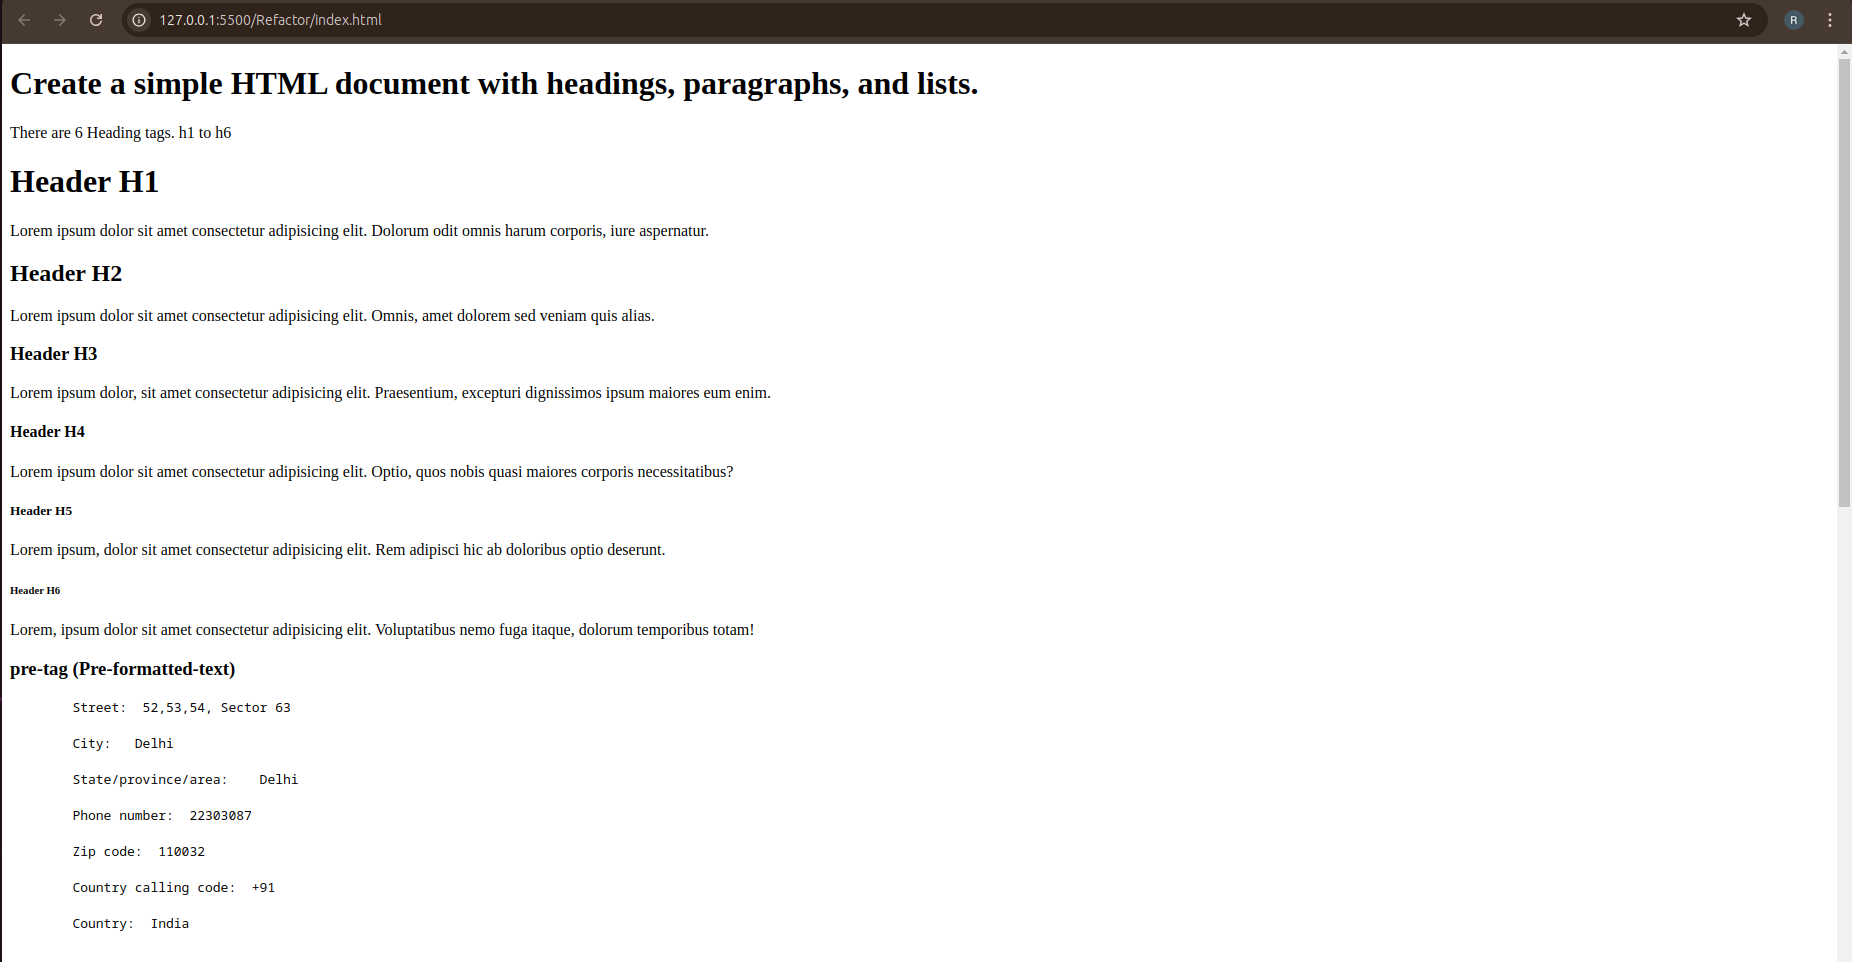 127.0.0.1:5500/Refactor/index.html
R
Create a simple HTML document with headings, paragraphs, and lists.
There are 6 Heading tags. h1 to h6
Header H1
Lorem ipsum dolor sit amet consectetur adipisicing elit. Dolorum odit omnis harum corporis, iure aspernatur.
Header H2
Lorem ipsum dolor sit amet consectetur adipisicing elit. Omnis, amet dolorem sed veniam quis alias.
Header H3
Lorem ipsum dolor, sit amet consectetur adipisicing elit. Praesentium, excepturi dignissimos ipsum maiores eum enim.
Header H4
Lorem ipsum dolor sit amet consectetur adipisicing elit. Optio, quos nobis quasi maiores corporis necessitatibus?
Header H5
Lorem ipsum, dolor sit amet consectetur adipisicing elit. Rem adipisci hic ab doloribus optio deserunt.
Header H6
Lorem, ipsum dolor sit amet consectetur adipisicing elit. Voluptatibus nemo fuga itaque, dolorum temporibus totam!
pre-tag (Pre-formatted-text)
Street:  52,53,54, Sector 63
City:   Delhi
State/province/area:    Delhi
Phone number:  22303087
Zip code:  110032
Country calling code:  +91
Country:  India